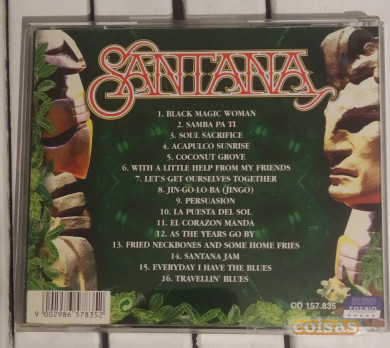 SANTANA
1. BLACK MAGIC WOMAN
2. SAMBA PA TI
3. SOUL SACRIFICE
4. ACAPULCO SUNRISE
5. COCONUT GROVE
6. WITH A LITTLE HELP FROM MY FRIENDS
7. LET'S GET OURSELVES TOGETHER
8. JIN-GO-LO-BA (JINGO)
9. PERSUASION
10. LA PUESTA DEL SOL
11. EL CORAZON MANDA
12. AS THE YEARS GO BY
13. FRIED NECKBONES AND SOME HOME FRIES
14. SANTANA JAM
15. EVERYDAY I HAVE THE BLUES
16. TRAVELLIN' BLUES
9 002986 578352
CD 157.835
coisas